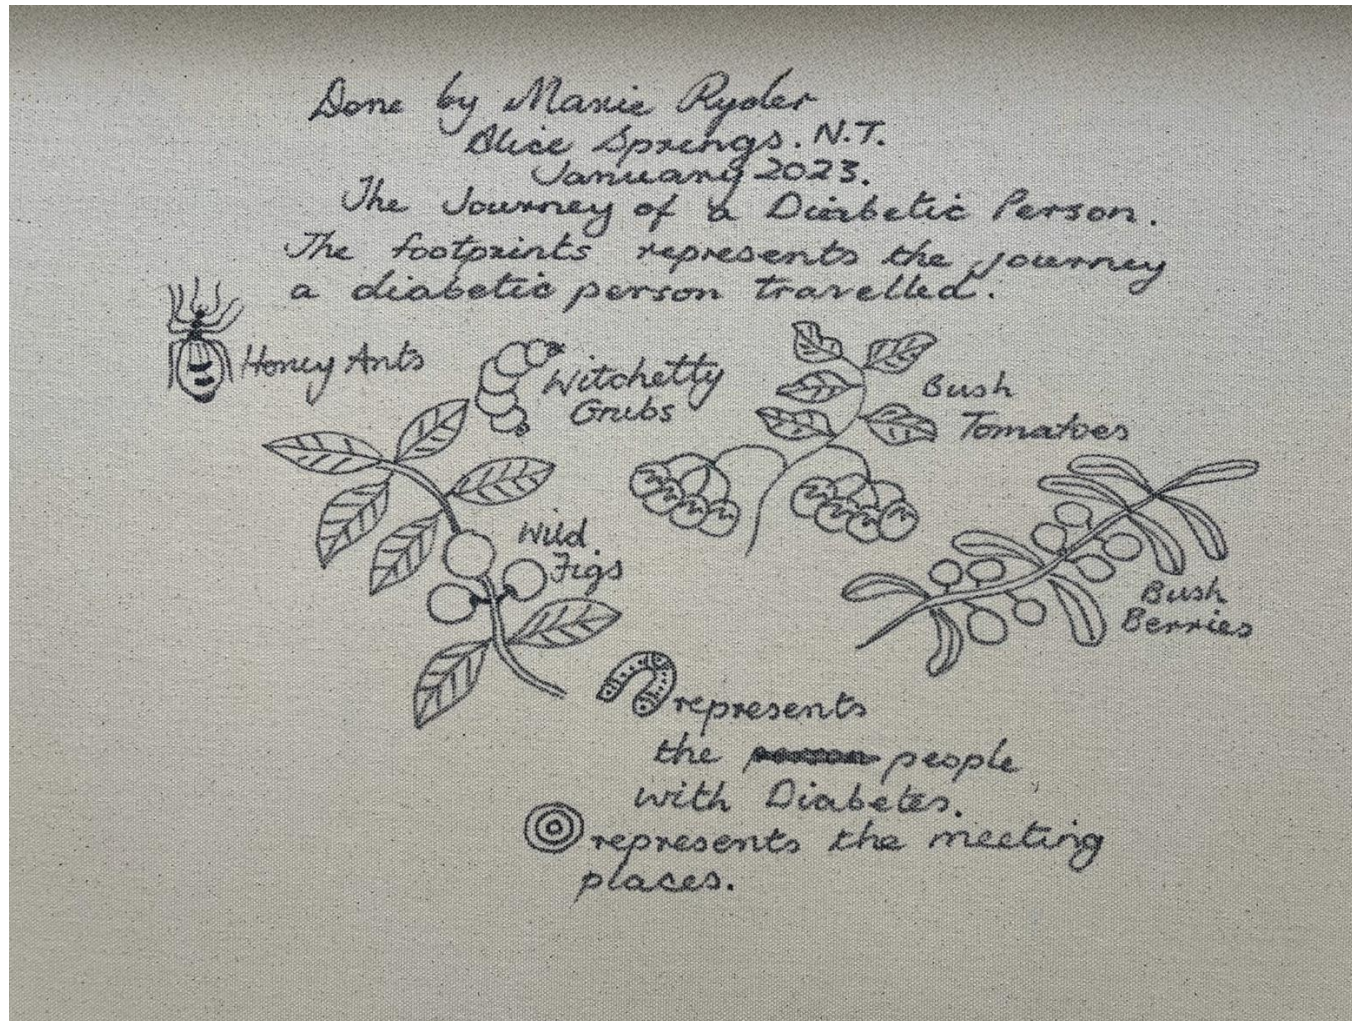 Done by Marie Ryder
Alice Springs. N.T.
January 2023.
The Journey of a Diabetic Person.
The footprints represents the journey
a diabetic person travelled.
Honey Ants
Witchetty
Grubs
Bush
Tomatoes
Wild
Figs
Bush
Berries
represents
the person people
with Diabetes.
represents the meeting
places.